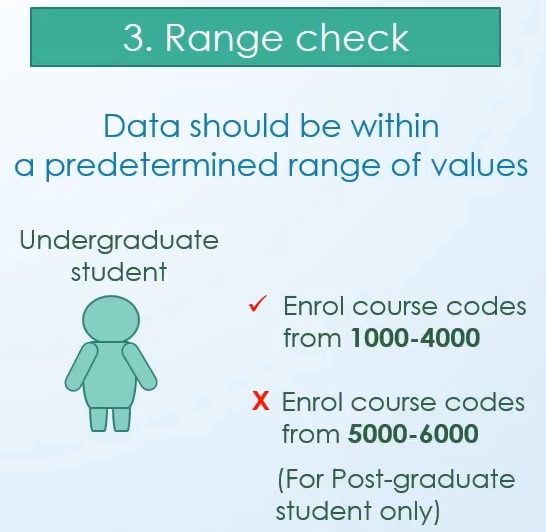 3. Range check
Data should be within
a predetermined range of values
Undergraduate
student
✓ Enrol course codes
from 1000-4000
X Enrol course codes
from 5000-6000
(For Post-graduate
student only)